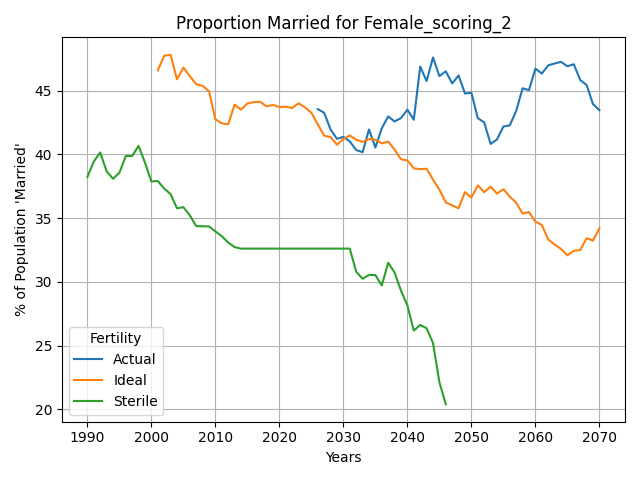 Proportion Married for Female_scoring_2
% of Population 'Married'
45
40
35
30
25
20
Fertility
Actual
Ideal
Sterile
1990 2000 2010 2020 2030 2040 2050 2060 2070
Years